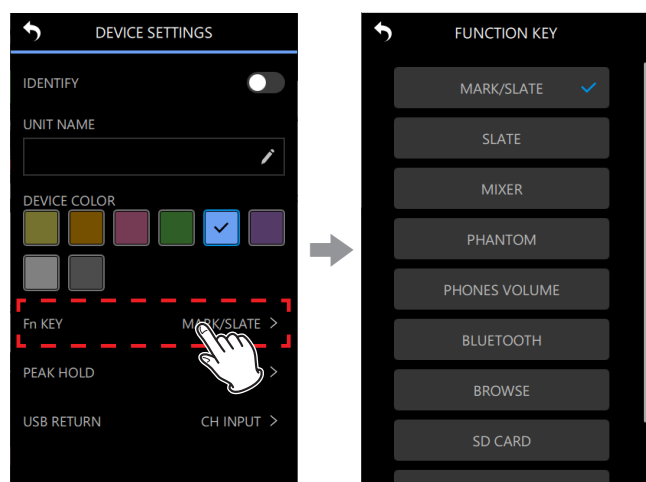 DEVICE SETTINGS
IDENTIFY
UNIT NAME
DEVICE COLOR
Fn KEY MARK/SLATE >
PEAK HOLD >
USB RETURN CH INPUT >
FUNCTION KEY
MARK/SLATE
SLATE
MIXER
PHANTOM
PHONES VOLUME
BLUETOOTH
BROWSE
SD CARD